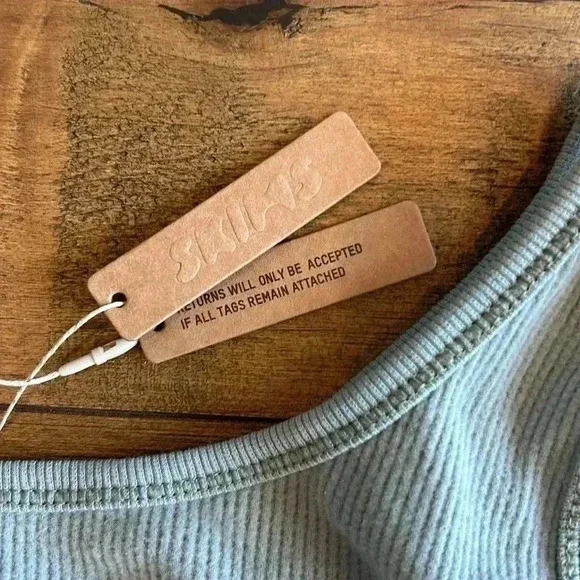 SKIMS
RETURNS WILL ONLY BE ACCEPTED
IF ALL TAGS REMAIN ATTACHED